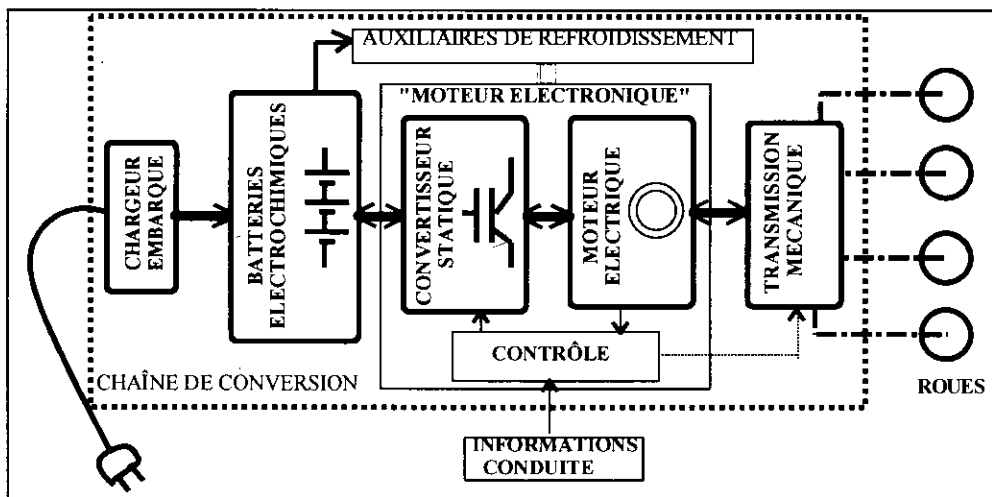 AUXILIAIRES DE REFROIDISSEMENT
"MOTEUR ELECTRONIQUE"
CHARGEUR
EMBARQUE
BATTERIES
ELECTROCHIMIQUES
CONVERTISSEUR
STATIQUE
MOTEUR
ELECTRIQUE
TRANSMISSION
MECANIQUE
CONTRÔLE
CHAÎNE DE CONVERSION
ROUES
INFORMATIONS
CONDUITE